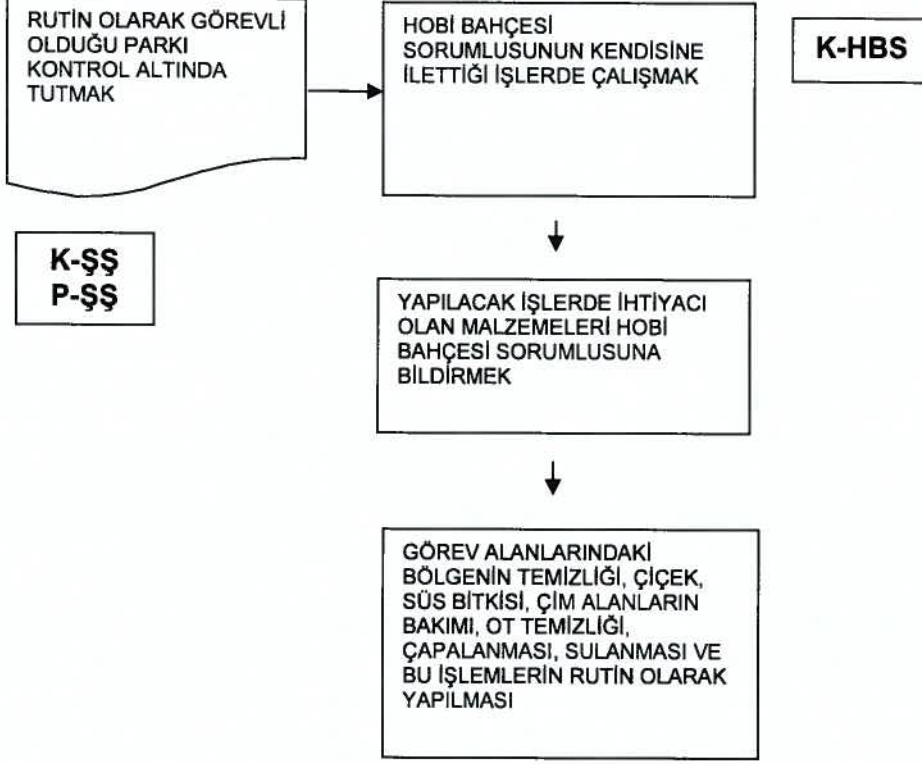 RUTİN OLARAK GÖREVLİ
OLDUĞU PARKI
KONTROL ALTINDA
TUTMAK
HOBİ BAHÇESİ
SORUMLUSUNUN KENDİSİNE
İLETTİĞİ İŞLERDE ÇALIŞMAK
K-HBS
K-ŞŞ
P-ŞŞ
YAPILACAK İŞLERDE İHTİYACI
OLAN MALZEMELERİ HOBİ
BAHÇESİ SORUMLUSUNA
BİLDİRMEK
GÖREV ALANLARINDAKİ
BÖLGENİN TEMİZLİĞİ, ÇİÇEK,
SÜS BİTKİSİ, ÇİM ALANLARIN
BAKIMI, OT TEMİZLİĞİ,
ÇAPALANMASI, SULANMASI VE
BU İŞLEMLERİN RUTİN OLARAK
YAPILMASI